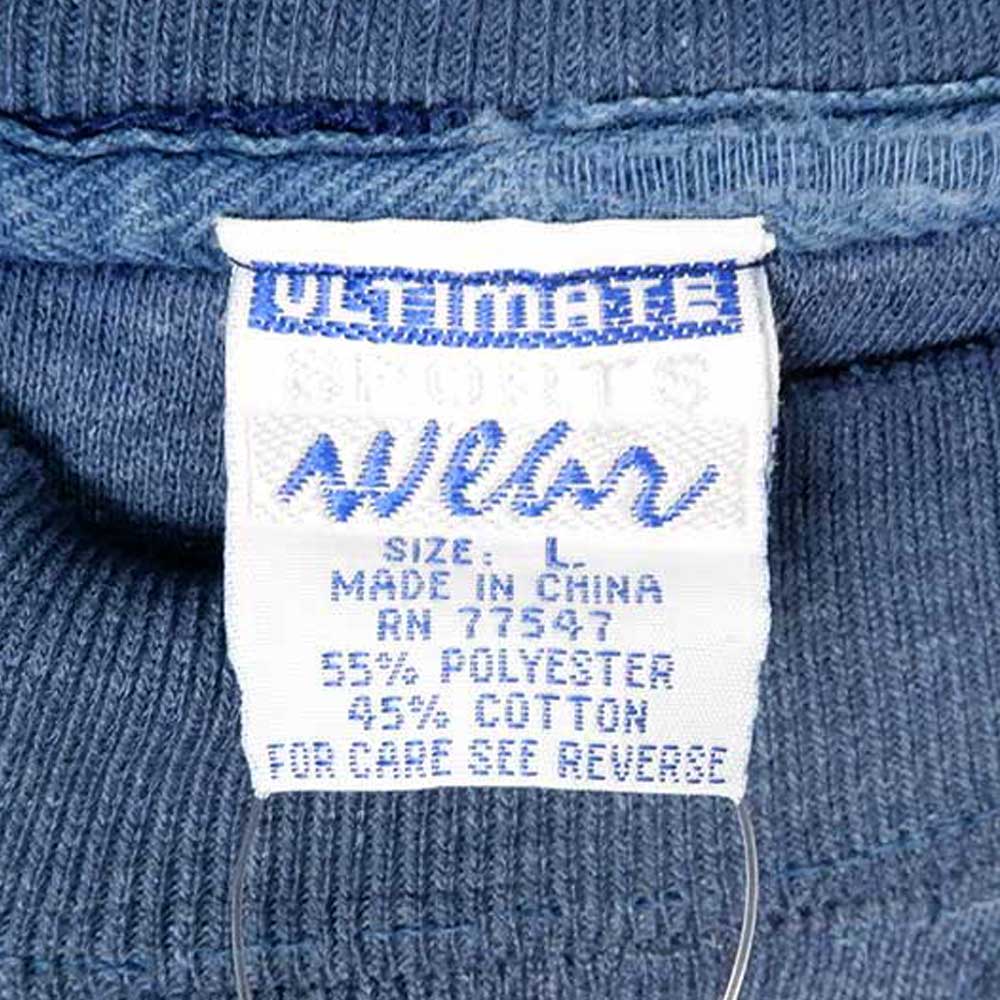 ULTIMATE
SPORTS
wear
SIZE: L.
MADE IN CHINA
RN 77547
55% POLYESTER
45% COTTON
FOR CARE SEE REVERSE